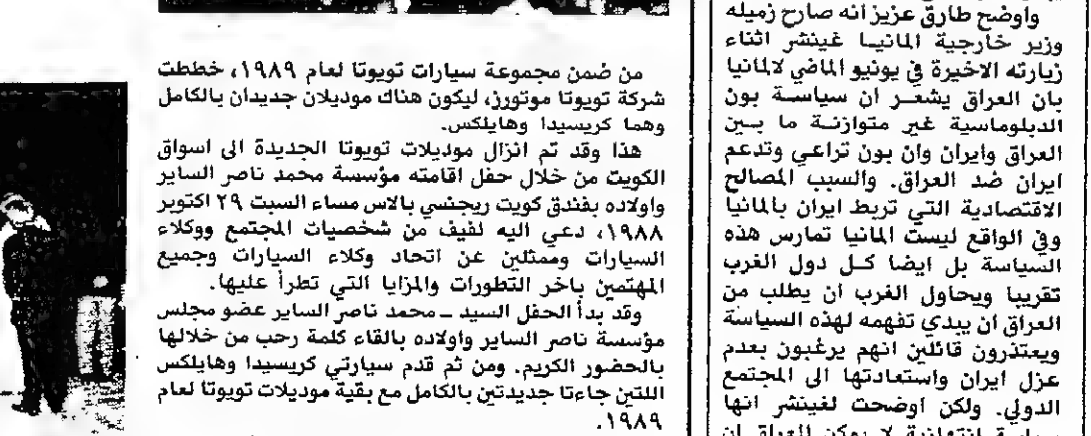 واوضح طارق عزيز انه صارح زميله
وزير خارجية المانيا غينشر اثناء
زيارته الاخيرة في يونيو الماضي لالمانيا
بان العراق يشعر ان سياسة بون
الدبلوماسية غير متوازنة ما بين
العراق وايران وان بون تراعي وتدعم
ايران ضد العراق. والسبب المصالح
الاقتصادية التي تربط ايران بالمانيا
وفي الواقع ليست المانيا تمارس هذه
السياسة بل ايضا كل دول الغرب
تقريبا ويحاول الغرب ان يطلب من
العراق ان يبدي تفهمه لهذه السياسة
ويعتذرون قائلين انهم يرغبون بعدم
عزل ايران واستعادتها الى المجتمع
الدولي. ولكن اوضحت لغينشر انها
من ضمن مجموعة سيارات تويوتا لعام ١٩٨٩، خططت
شركة تويوتا موتورز، ليكون هناك موديلان جديدان بالكامل
وهما كريسيدا وهايلكس.
هذا وقد تم انزال موديلات تويوتا الجديدة الى اسواق
الكويت من خلال حفل اقامته مؤسسة محمد ناصر الساير
واولاده بفندق كويت ريجنسي بالاس مساء السبت ٢٩ اكتوبر
١٩٨٨، دعي اليه لفيف من شخصيات المجتمع ووكلاء
السيارات وممثلين عن اتحاد وكلاء السيارات وجميع
المهتمين باخر التطورات والمزايا التي تطرأ عليها.
وقد بدأ الحفل السيد ــ محمد ناصر الساير عضو مجلس
مؤسسة ناصر الساير واولاده بالقاء كلمة رحب من خلالها
بالحضور الكريم. ومن ثم قدم سيارتي كريسيدا وهايلكس
اللتين جاءتا جديدتين بالكامل مع بقية موديلات تويوتا لعام
١٩٨٩.